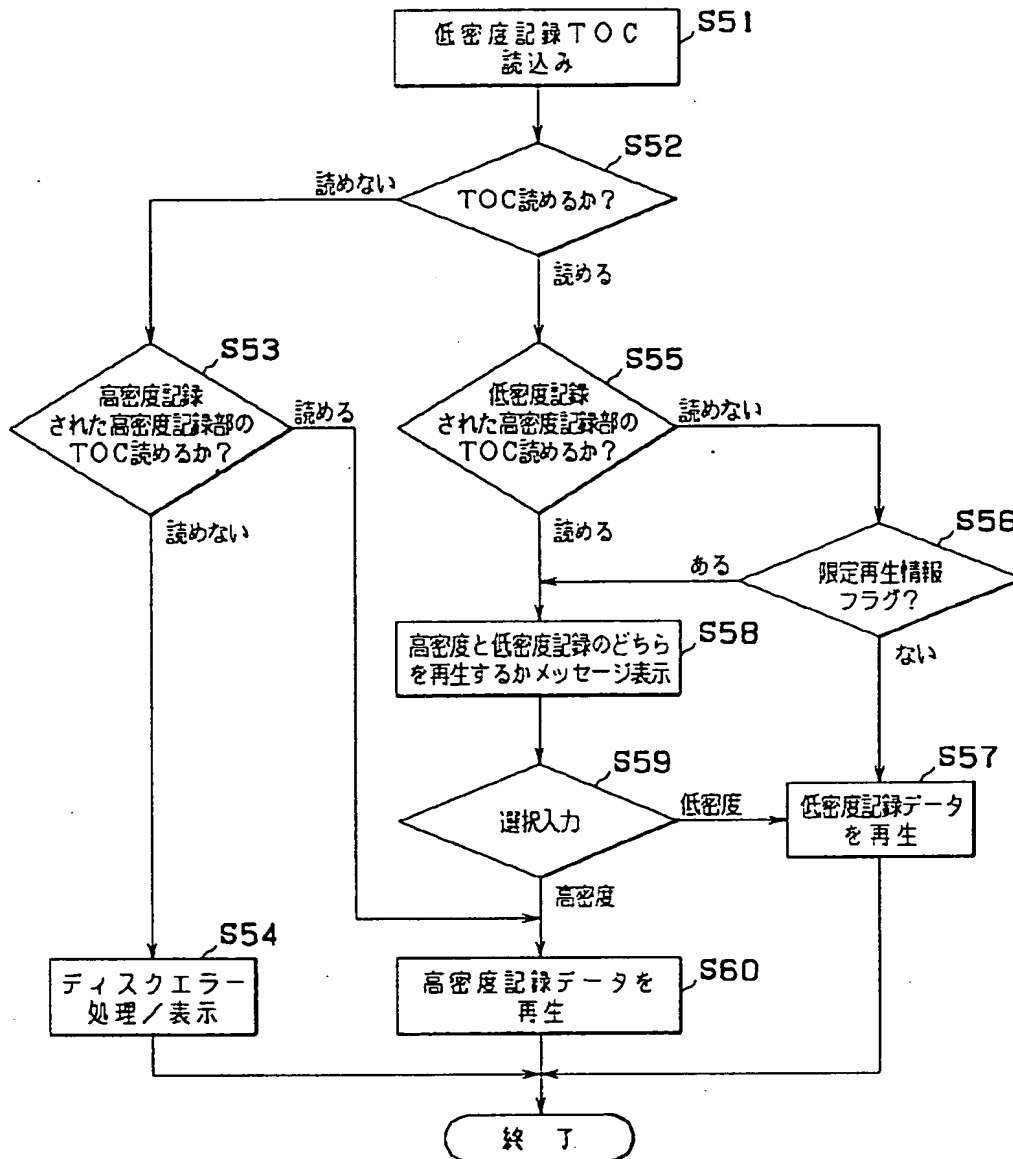 低密度記録TOC
読込み
S51
S52
TOC読めるか?
読めない
読める
S53
高密度記録
された高密度記録部の
TOC読めるか?
読める
読めない
S55
低密度記録
された高密度記録部の
TOC読めるか?
読めない
読める
S56
限定再生情報
フラグ?
ある
ない
S58
高密度と低密度記録のどちら
を再生するかメッセージ表示
S59
選択入力
低密度
高密度
S57
低密度記録データ
を再生
S54
ディスクエラー
処理/表示
S60
高密度記録データを
再生
終了